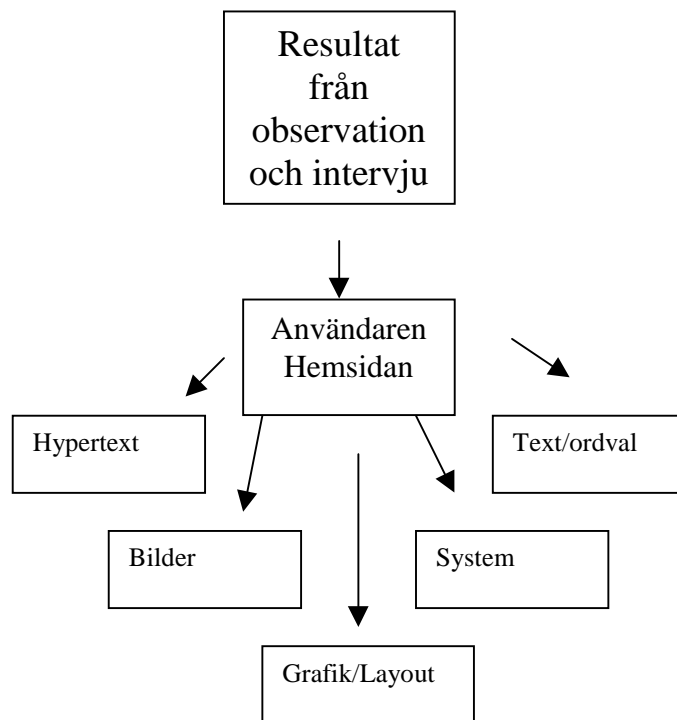 Resultat
från
observation
och intervju
Användaren
Hemsidan
Hypertext
Text/ordval
Bilder
System
Grafik/Layout